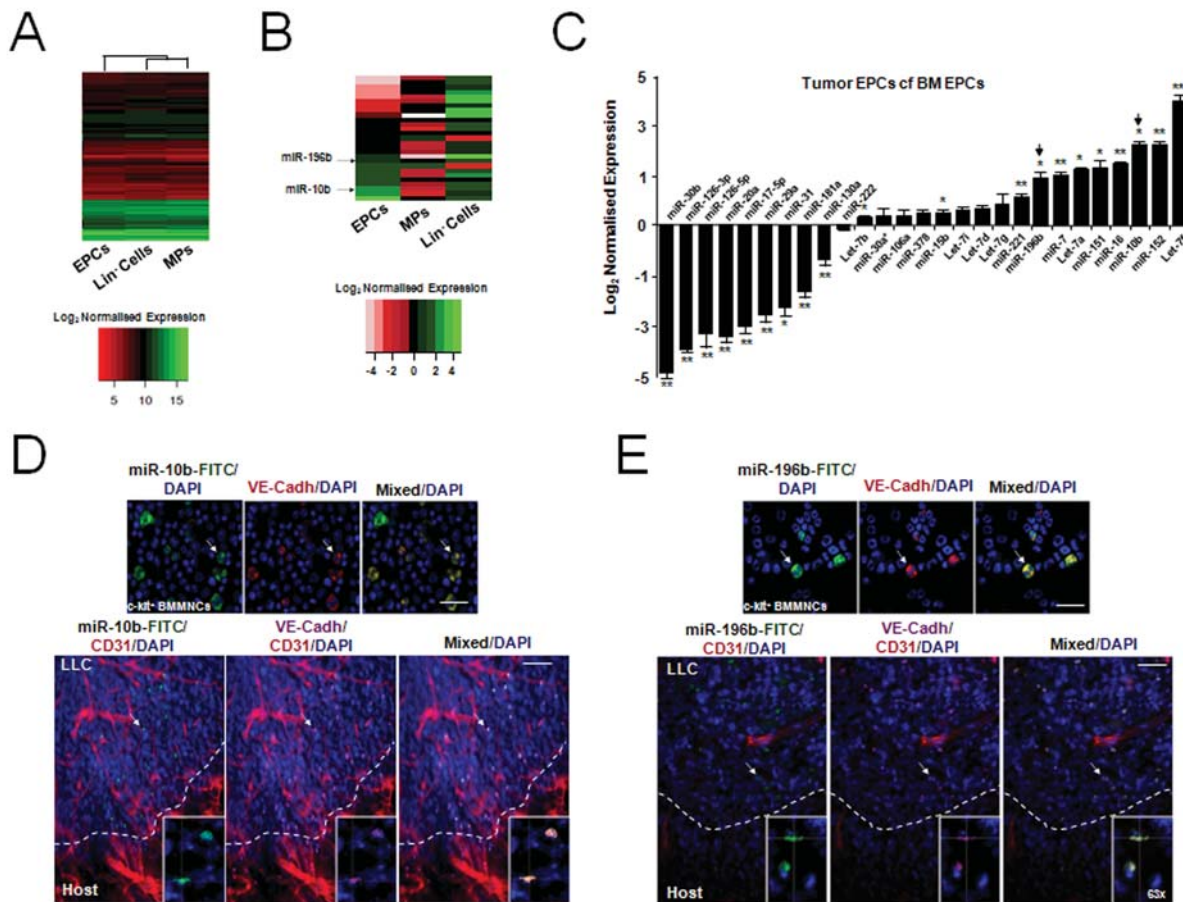 A
EPCs
Lin- Cells
MPs
Log2 Normalised Expression
5 10 15
B
miR-196b
miR-10b
EPCs
MPs
Lin- Cells
Log2 Normalised Expression
-4 -2 0 2 4
C
Tumor EPCs cf BM EPCs
Log2 Normalised Expression
5
3
1
0
-1
-3
-5
miR-30b
miR-126-3p
miR-126-5p
miR-20a
miR-17-5p
miR-29a
miR-31
miR-181a
miR-130a
miR-222
Let-7b
miR-30a*
miR-106a
miR-378
miR-15b
Let-7i
Let-7d
Let-7g
miR-221
miR-196b
miR-7
Let-7a
miR-151
miR-16
miR-10b
miR-152
** ** ** ** ** ** * ** **
* * ** * ** * * ** * ** **
D
miR-10b-FITC/
DAPI
VE-Cadh/DAPI
Mixed/DAPI
c-kit+ BMMNCs
miR-10b-FITC/
CD31/DAPI
VE-Cadh/
CD31/DAPI
Mixed/DAPI
LLC
Host
E
miR-196b-FITC/
DAPI
VE-Cadh/DAPI
Mixed/DAPI
c-kit+ BMMNCs
miR-196b-FITC/
CD31/DAPI
VE-Cadh/
CD31/DAPI
Mixed/DAPI
LLC
Host
63x